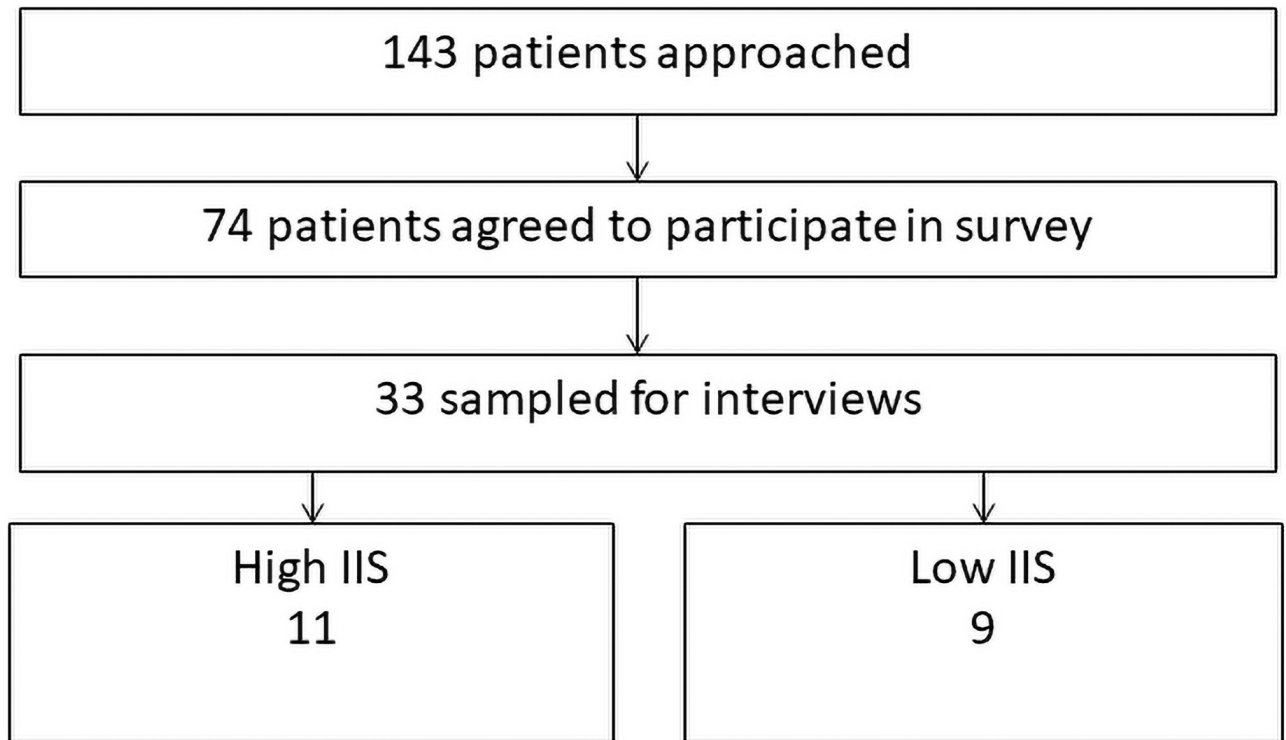 143 patients approached
74 patients agreed to participate in survey
33 sampled for interviews
High IIS
11
Low IIS
9